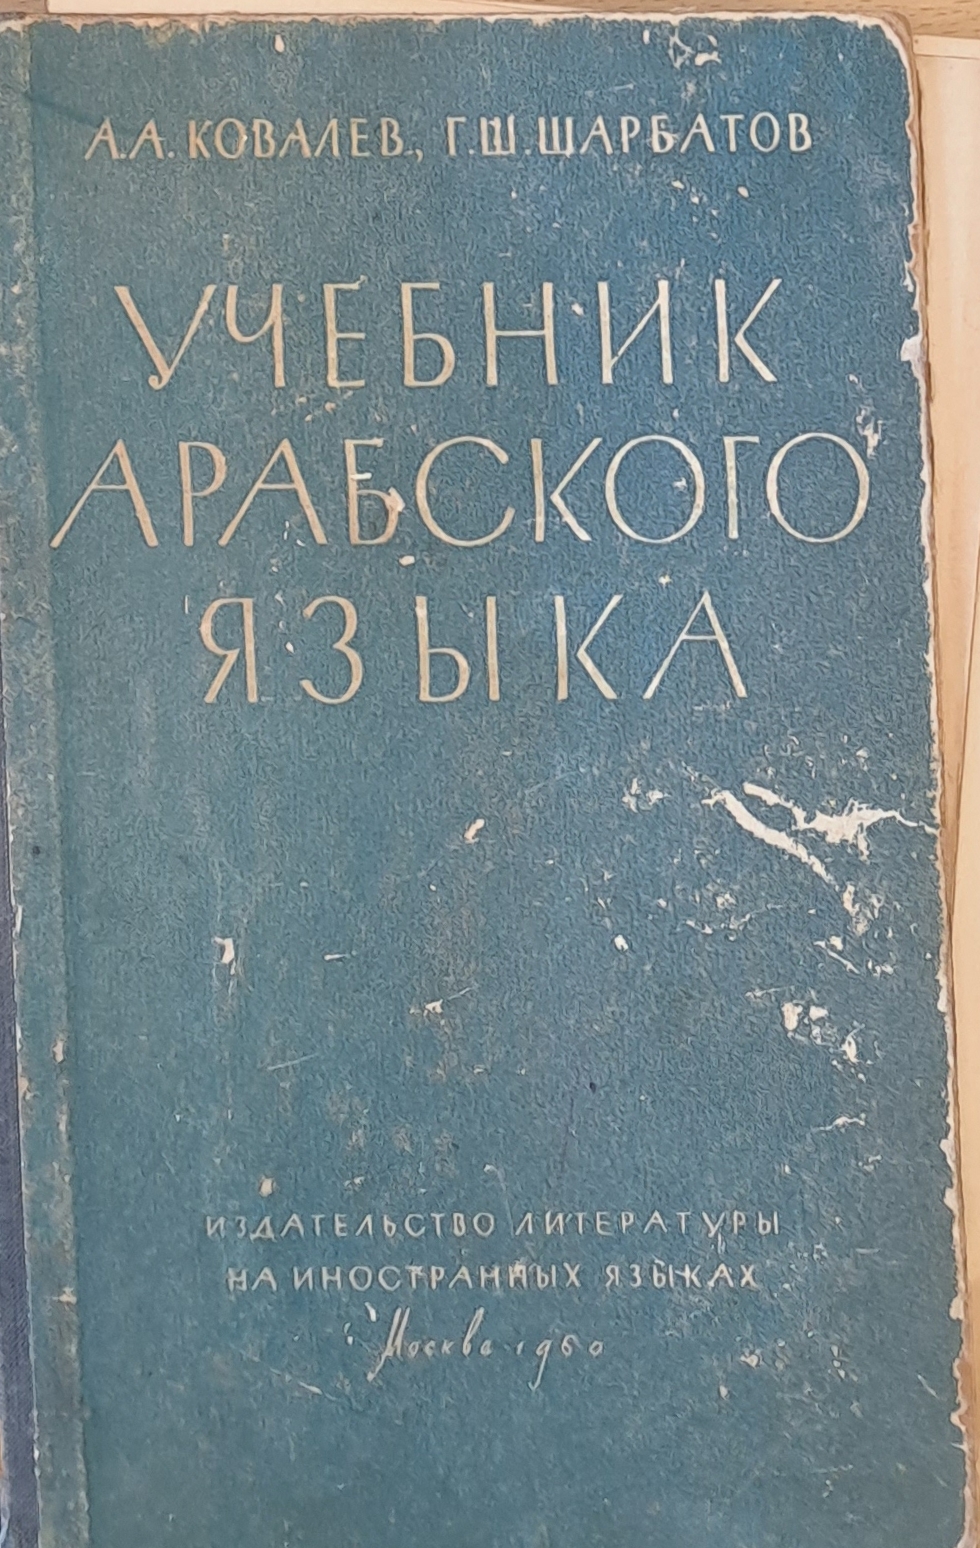 А.А. КОВАЛЕВ, Г.Ш. ШАРБАТОВ
УЧЕБНИК
АРАБСКОГО
ЯЗЫКА
ИЗДАТЕЛЬСТВО ЛИТЕРАТУРЫ
НА ИНОСТРАННЫХ ЯЗЫКАХ
Москва 1960